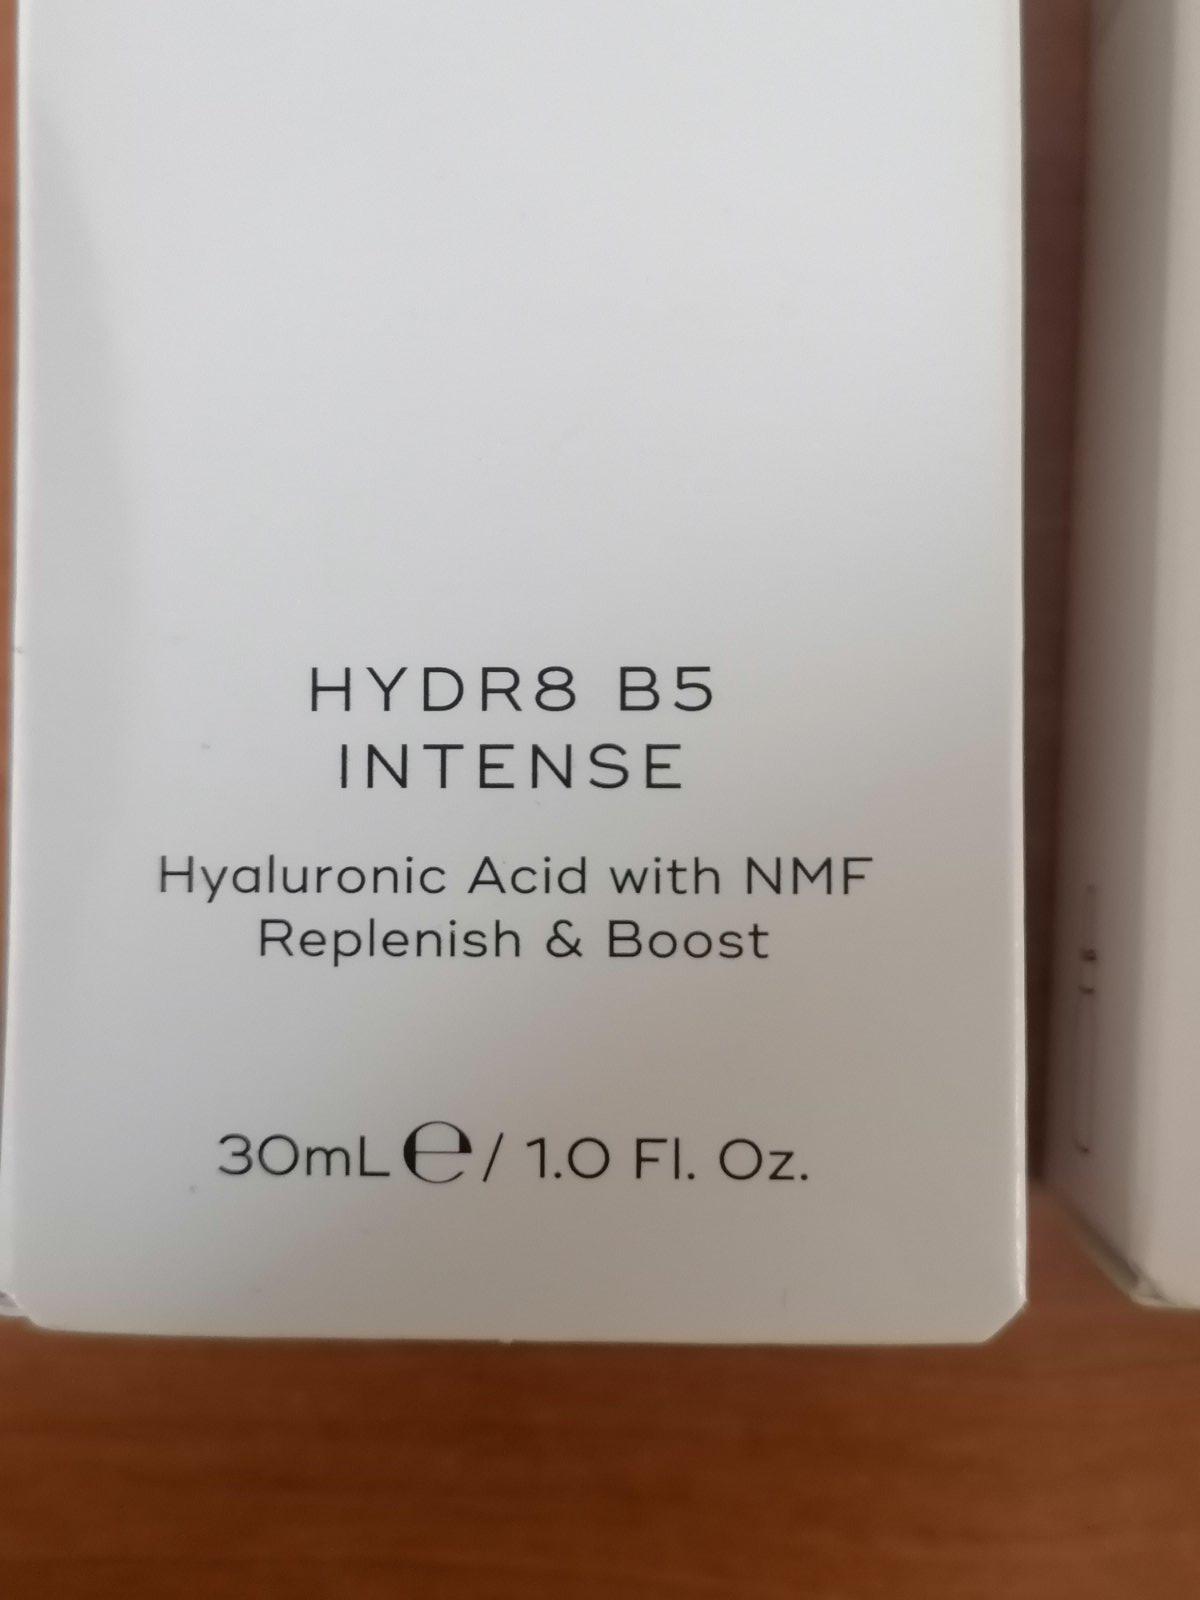 HYDR8 B5
INTENSE
Hyaluronic Acid with NMF
Replenish & Boost
30mL ℮ / 1.0 Fl. Oz.